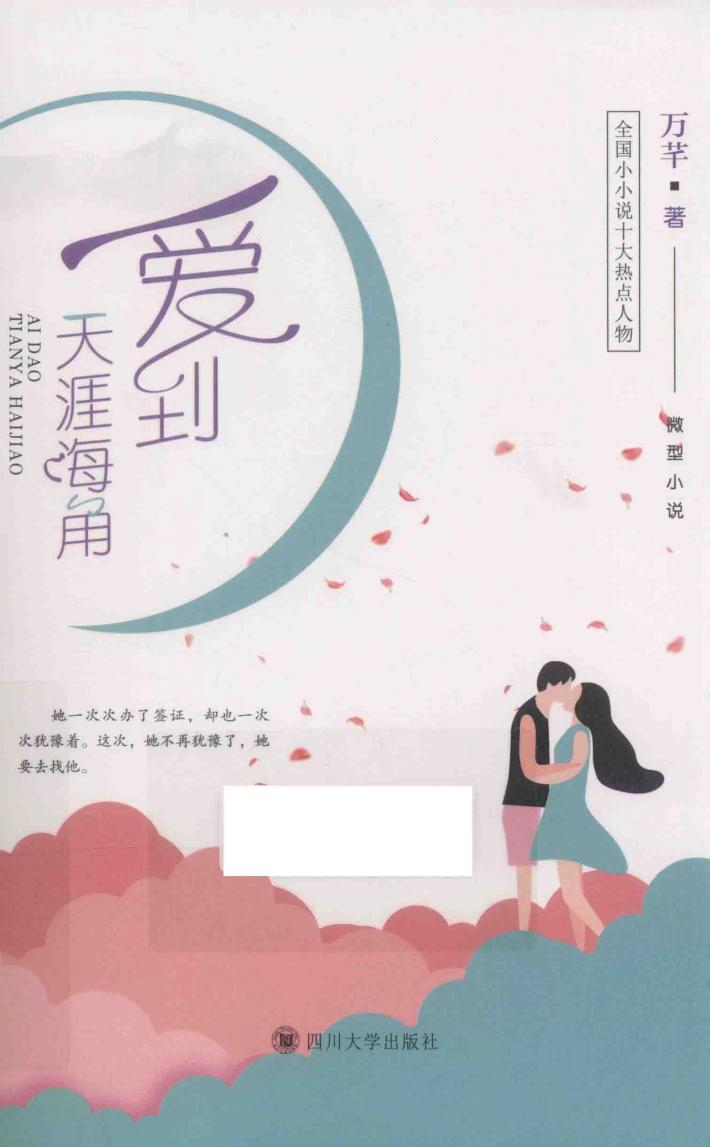 万芊·著
全国小小说十大热点人物
微型小说
爱到
天涯海角
AI DAO
TIANYA HAIJIAO
她一次次办了签证，却也一次
次犹豫着。这次，她不再犹豫了，她
要去找他。
四川大学出版社